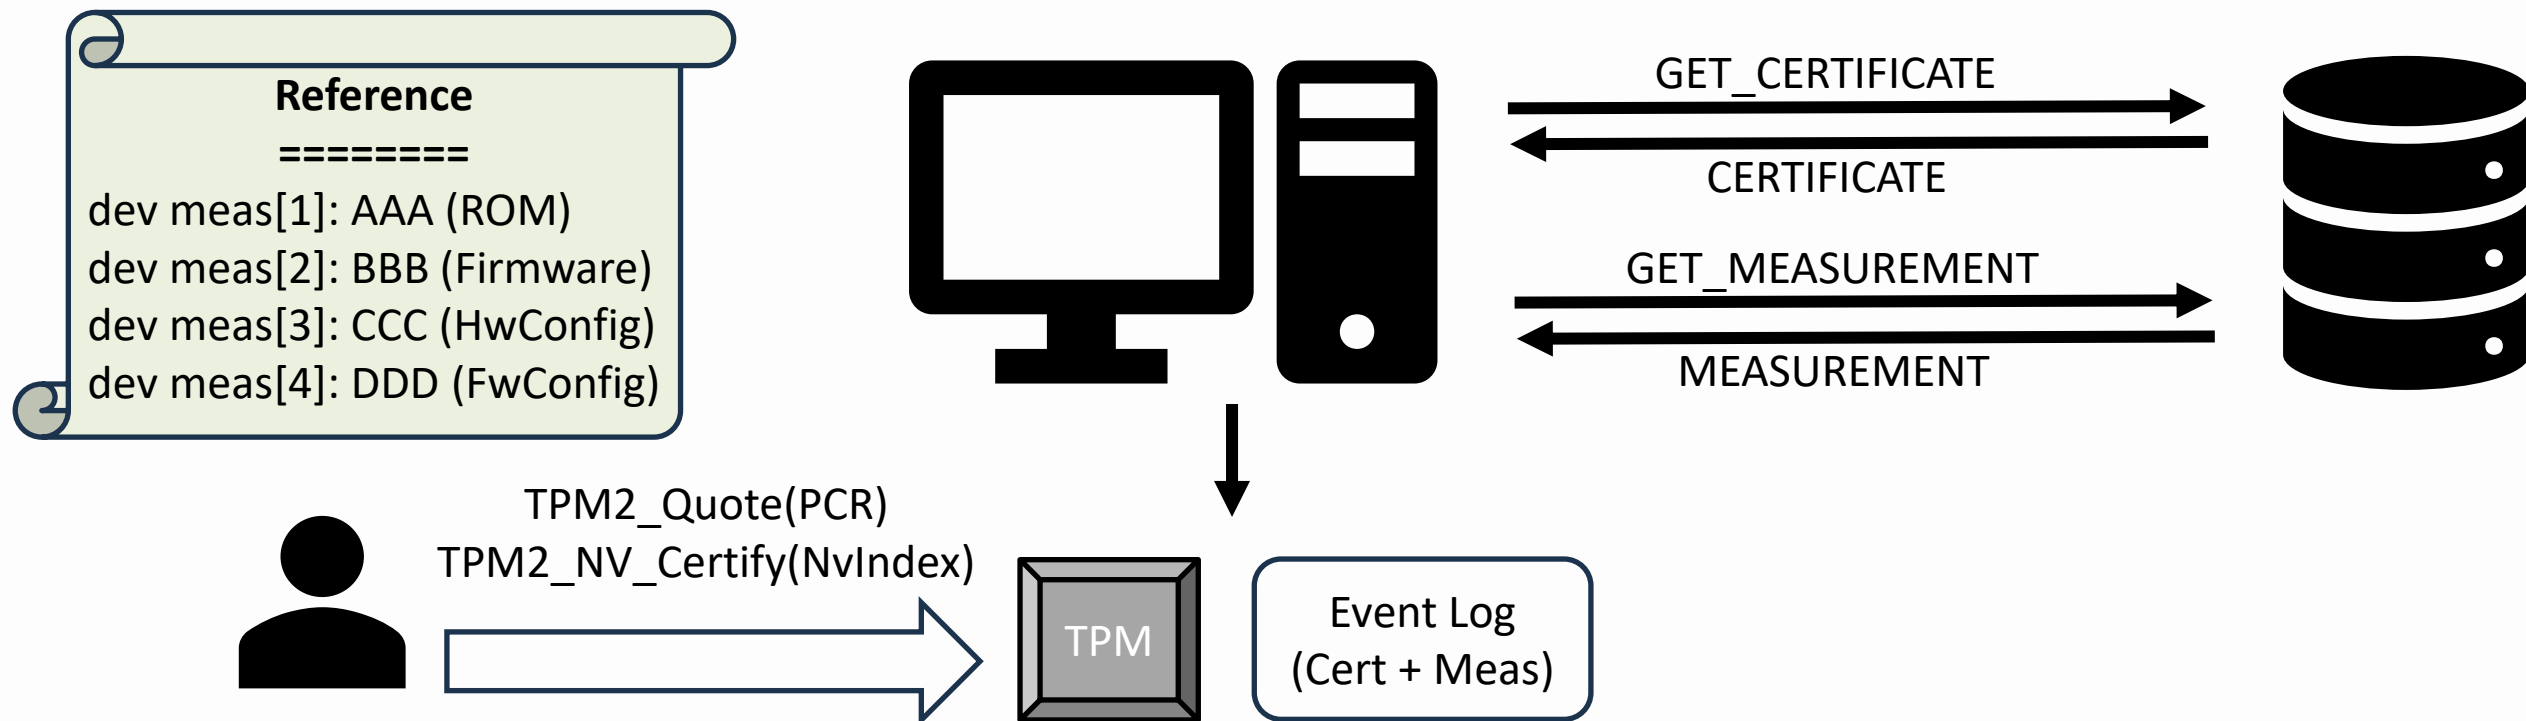 Reference
========
dev meas[1]: AAA (ROM)
dev meas[2]: BBB (Firmware)
dev meas[3]: CCC (HwConfig)
dev meas[4]: DDD (FwConfig)
GET_CERTIFICATE
CERTIFICATE
GET_MEASUREMENT
MEASUREMENT
TPM2_Quote(PCR)
TPM2_NV_Certify(NvIndex)
TPM
Event Log
(Cert + Meas)